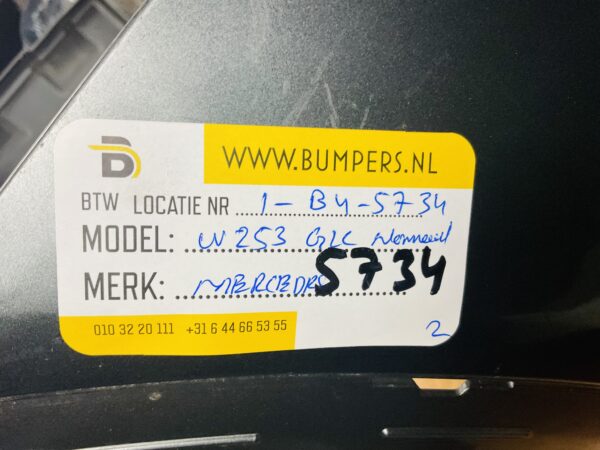 WWW.BUMPERS.NL
BTW LOCATIE NR 1-B4-5734
MODEL: W253 GLC
MERK: MERCEDES 5734
010 32 20 111 +31 6 44 66 53 55
2